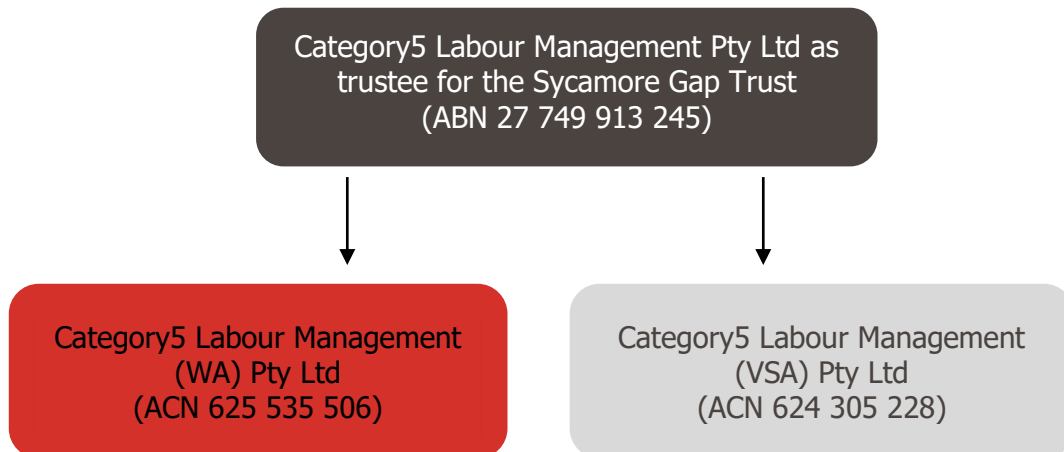 Category5 Labour Management Pty Ltd as
trustee for the Sycamore Gap Trust
(ABN 27 749 913 245)
Category5 Labour Management
(WA) Pty Ltd
(ACN 625 535 506)
Category5 Labour Management
(VSA) Pty Ltd
(ACN 624 305 228)